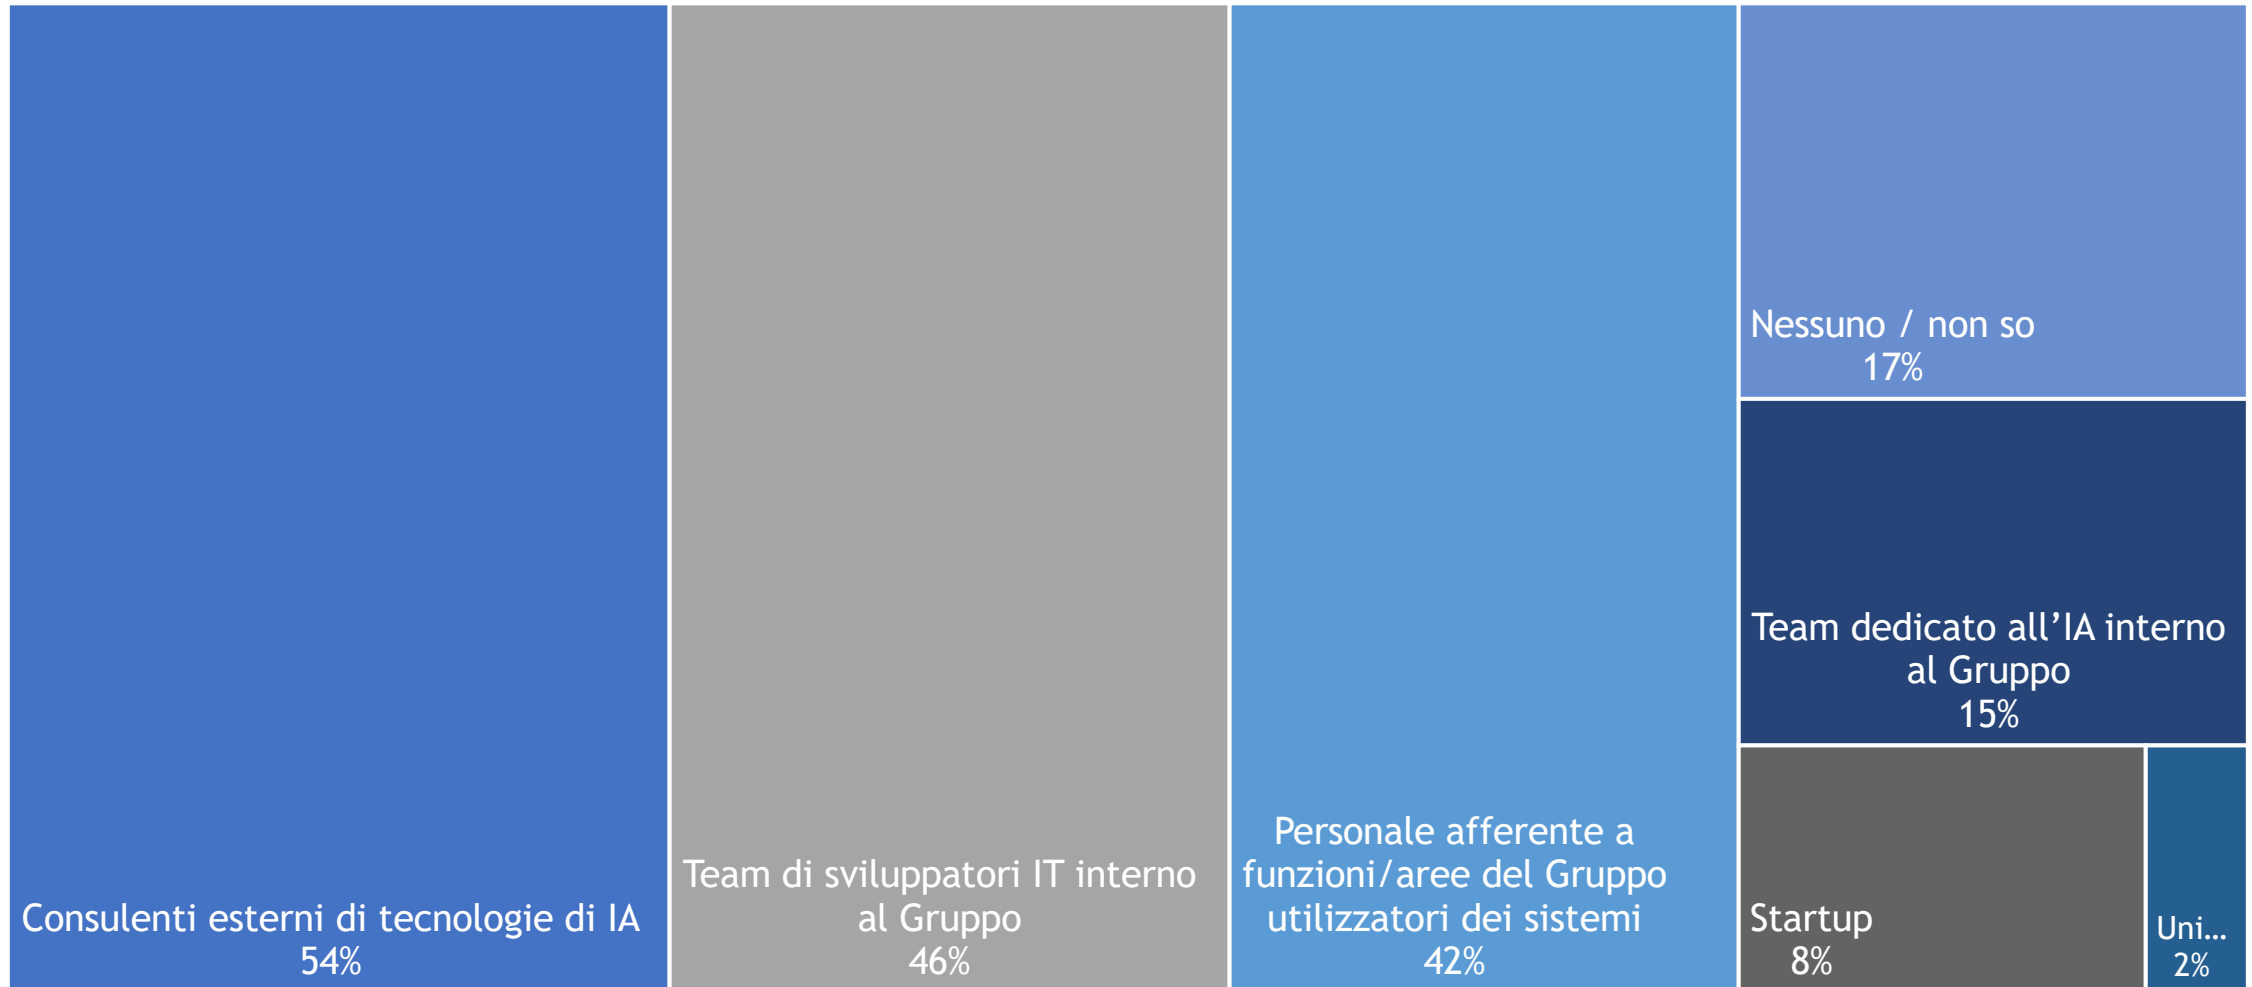 Consulenti esterni di tecnologie di IA
54%
Team di sviluppatori IT interno
al Gruppo
46%
Personale afferente a
funzioni/aree del Gruppo
utilizzatori dei sistemi
42%
Nessuno / non so
17%
Team dedicato all’IA interno
al Gruppo
15%
Startup
8%
Uni...
2%